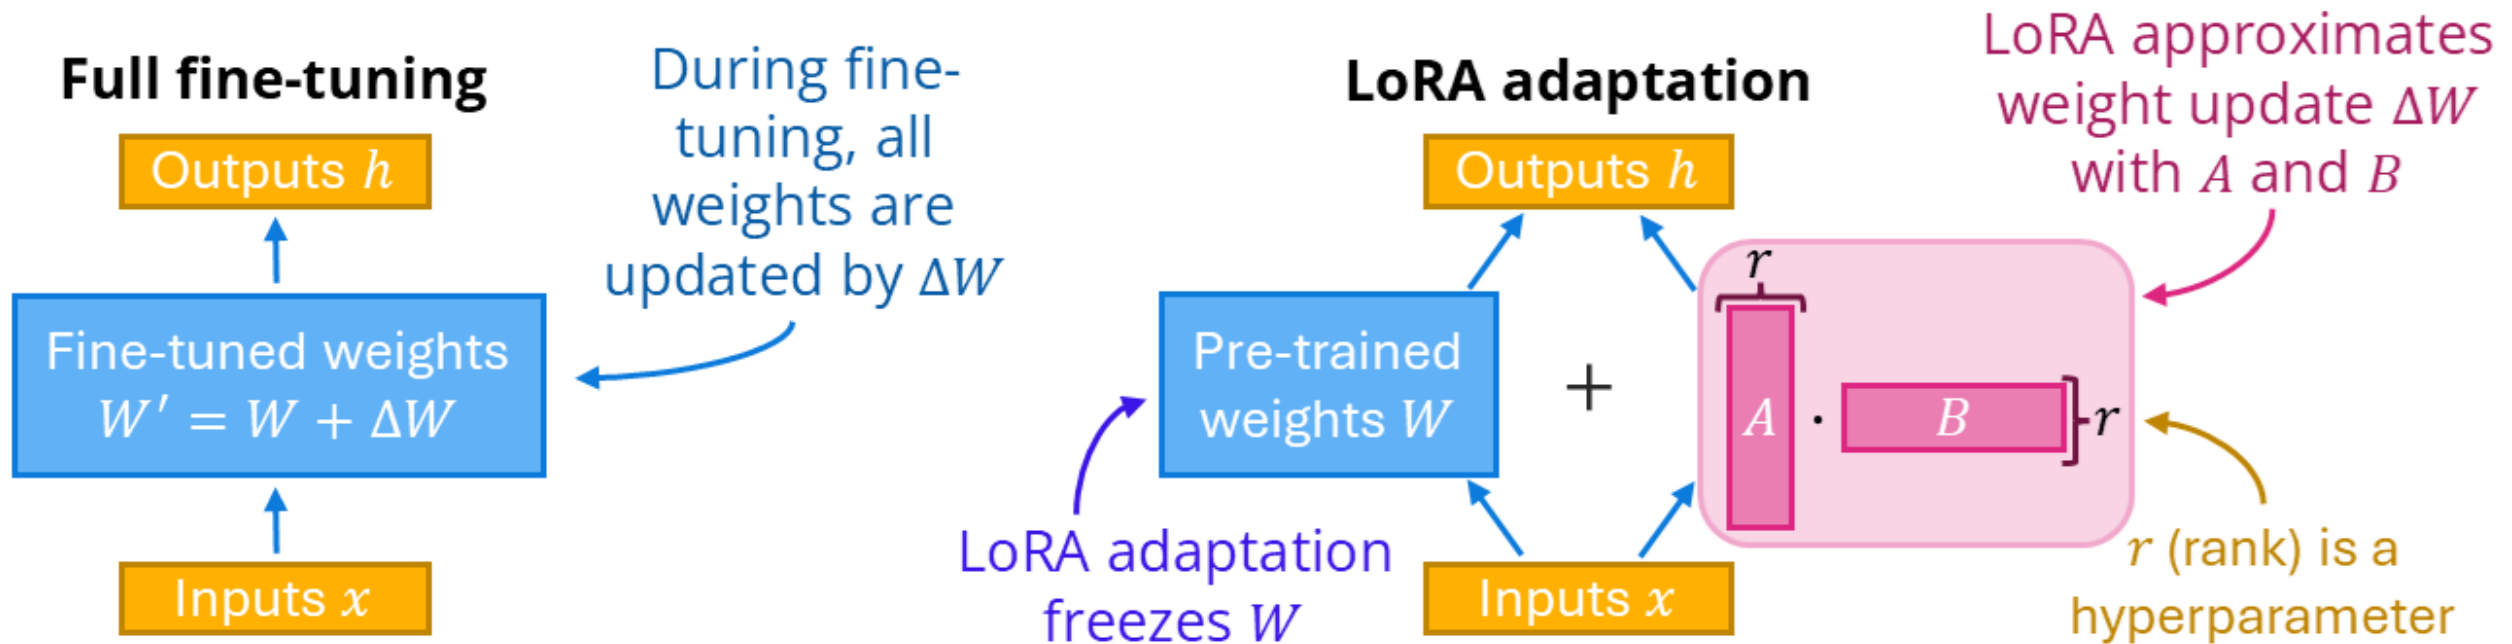 Full fine-tuning
Outputs h
Fine-tuned weights
W′ = W + ΔW
Inputs x
During fine-
tuning, all
weights are
updated by ΔW
LoRA adaptation
Outputs h
Pre-trained
weights W
+
r
A · B
r
Inputs x
LoRA adaptation
freezes W
LoRA approximates
weight update ΔW
with A and B
r (rank) is a
hyperparameter